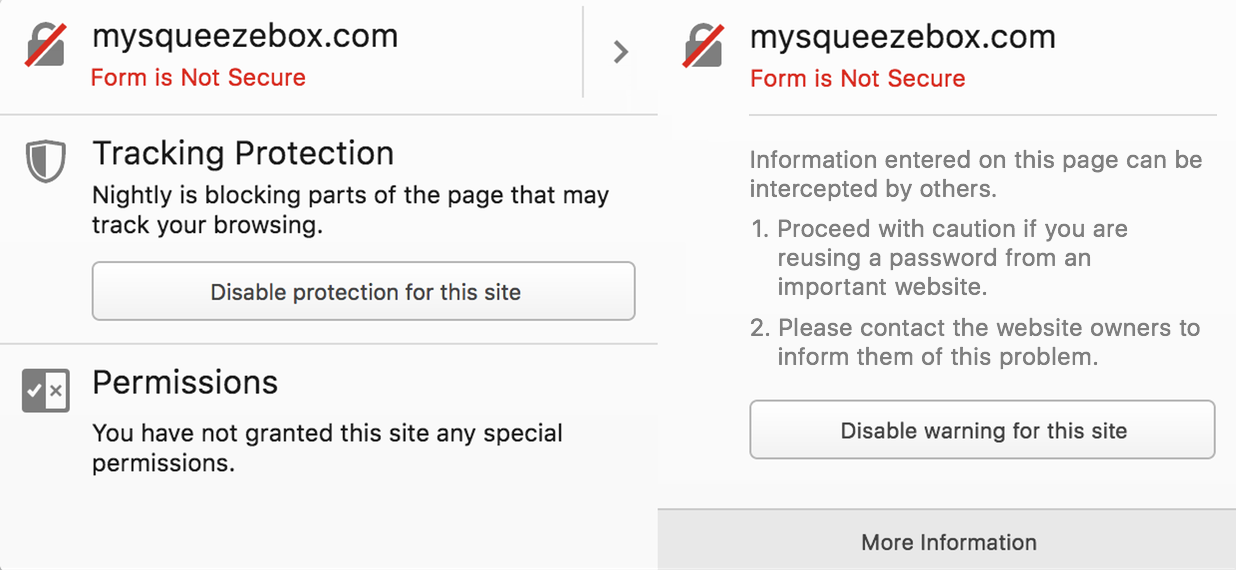 mysqueezebox.com
Form is Not Secure
Tracking Protection
Nightly is blocking parts of the page that may
track your browsing.
Disable protection for this site
Permissions
You have not granted this site any special
permissions.
mysqueezebox.com
Form is Not Secure
Information entered on this page can be
intercepted by others.
1. Proceed with caution if you are
reusing a password from an
important website.
2. Please contact the website owners to
inform them of this problem.
Disable warning for this site
More Information